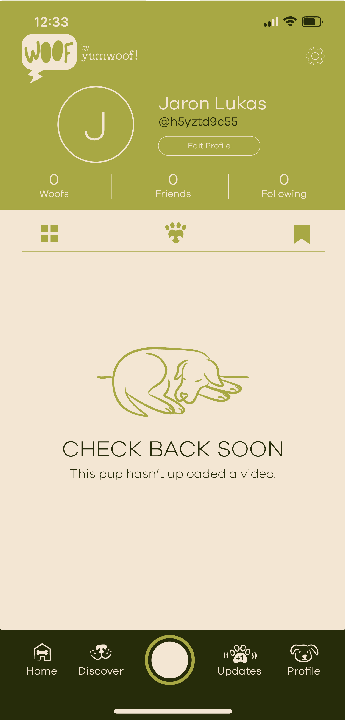 12:33
WOOF by yumwoof!
J
Jaron Lukas
@h5yztd9c55
Edit Profile
0 0 0
Woofs Friends Following
CHECK BACK SOON
This pup hasn't uploaded a video.
Home Discover Updates Profile